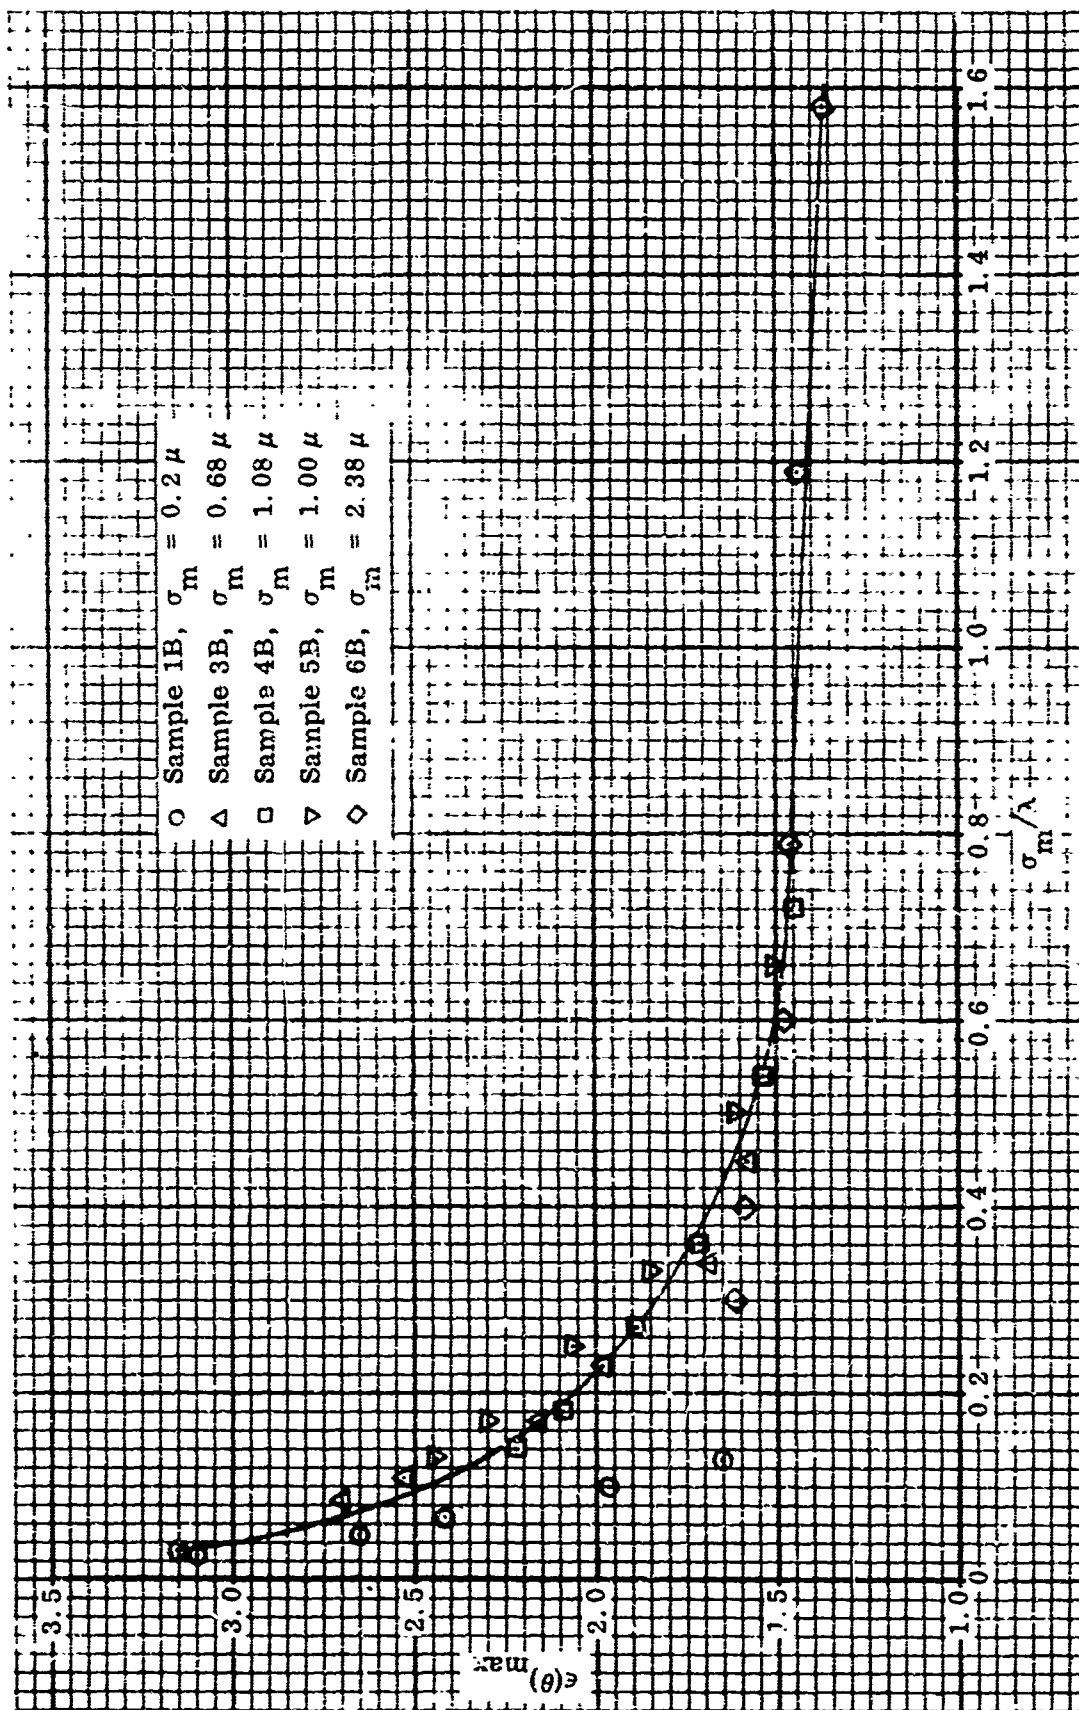 ○ Sample 1B, σm = 0.2 μ
△ Sample 3B, σm = 0.68 μ
□ Sample 4B, σm = 1.08 μ
▽ Sample 5B, σm = 1.00 μ
◇ Sample 6B, σm = 2.38 μ
3.5
3.0
2.5
2.0
1.5
1.0
ε(θ)max
0
0.2
0.4
0.6
0.8
1.0
1.2
1.4
1.6
σm/λ